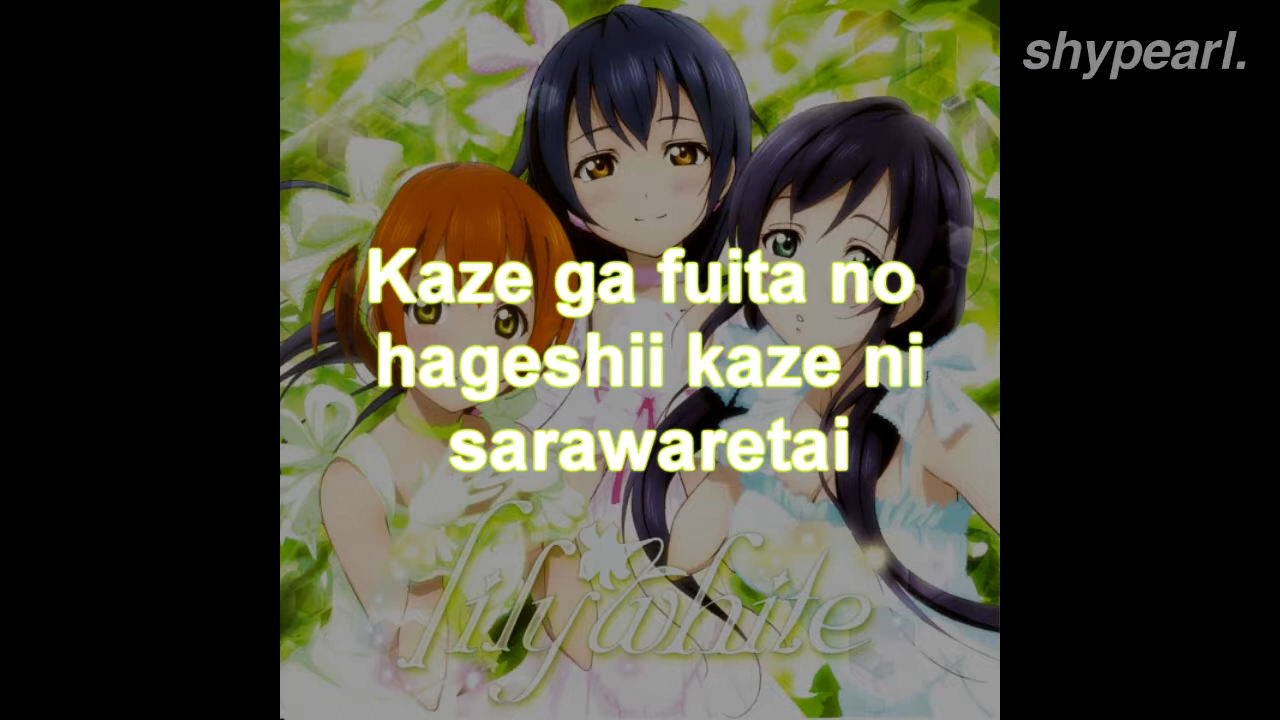 shypearl.
Kaze ga fuita no
hageshii kaze ni
sarawaretai
lily white